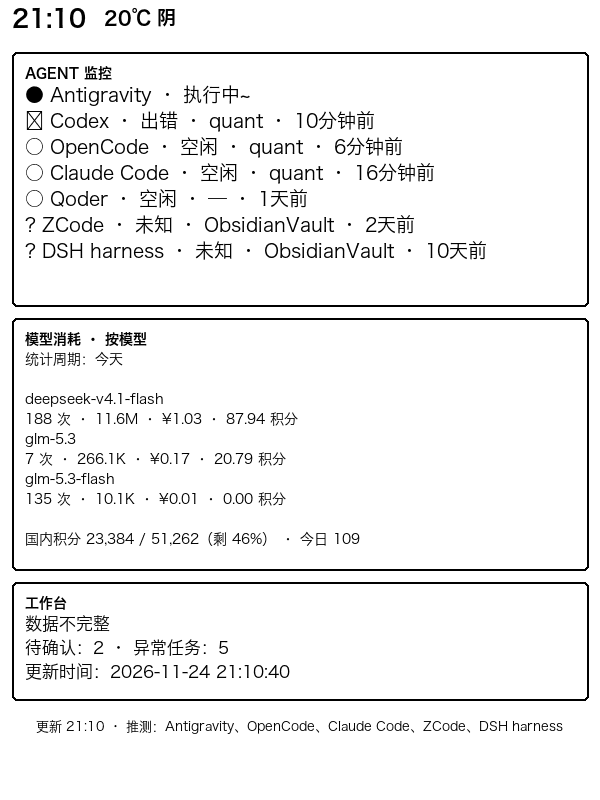 21:10 20℃ 阴
AGENT 监控
● Antigravity · 执行中~
☒ Codex · 出错 · quant · 10分钟前
○ OpenCode · 空闲 · quant · 6分钟前
○ Claude Code · 空闲 · quant · 16分钟前
○ Qoder · 空闲 · — · 1天前
? ZCode · 未知 · ObsidianVault · 2天前
? DSH harness · 未知 · ObsidianVault · 10天前
模型消耗 · 按模型
统计周期：今天
deepseek-v4.1-flash
188 次 · 11.6M · ¥1.03 · 87.94 积分
glm-5.3
7 次 · 266.1K · ¥0.17 · 20.79 积分
glm-5.3-flash
135 次 · 10.1K · ¥0.01 · 0.00 积分
国内积分 23,384 / 51,262（剩 46%） · 今日 109
工作台
数据不完整
待确认：2 · 异常任务：5
更新时间：2026-11-24 21:10:40
更新 21:10 · 推测：Antigravity、OpenCode、Claude Code、ZCode、DSH harness